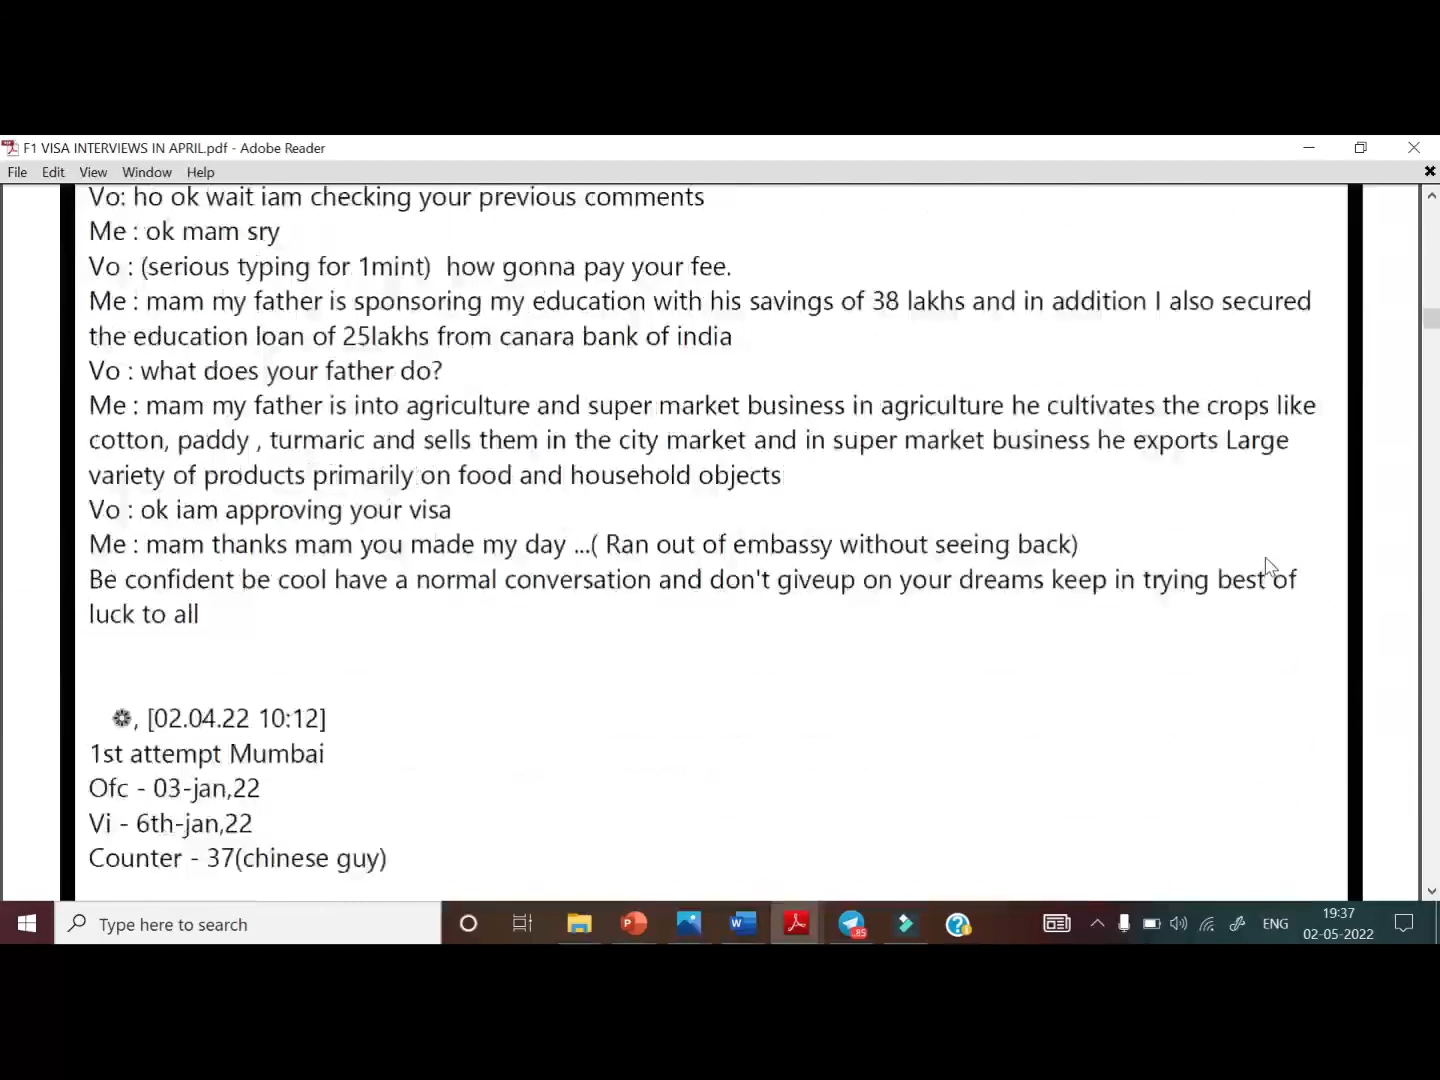 F1 VISA INTERVIEWS IN APRIL.pdf - Adobe Reader
File Edit View Window Help
Vo: ho ok wait iam checking your previous comments
Me : ok mam sry
Vo : (serious typing for 1mint)  how gonna pay your fee.
Me : mam my father is sponsoring my education with his savings of 38 lakhs and in addition I also secured
the education loan of 25lakhs from canara bank of india
Vo : what does your father do?
Me : mam my father is into agriculture and super market business in agriculture he cultivates the crops like
cotton, paddy , turmaric and sells them in the city market and in super market business he exports Large
variety of products primarily on food and household objects
Vo : ok iam approving your visa
Me : mam thanks mam you made my day ...( Ran out of embassy without seeing back)
Be confident be cool have a normal conversation and don't giveup on your dreams keep in trying best of
luck to all
, [02.04.22 10:12]
1st attempt Mumbai
Ofc - 03-jan,22
Vi - 6th-jan,22
Counter - 37(chinese guy)
Type here to search
.85
ENG
19:37
02-05-2022